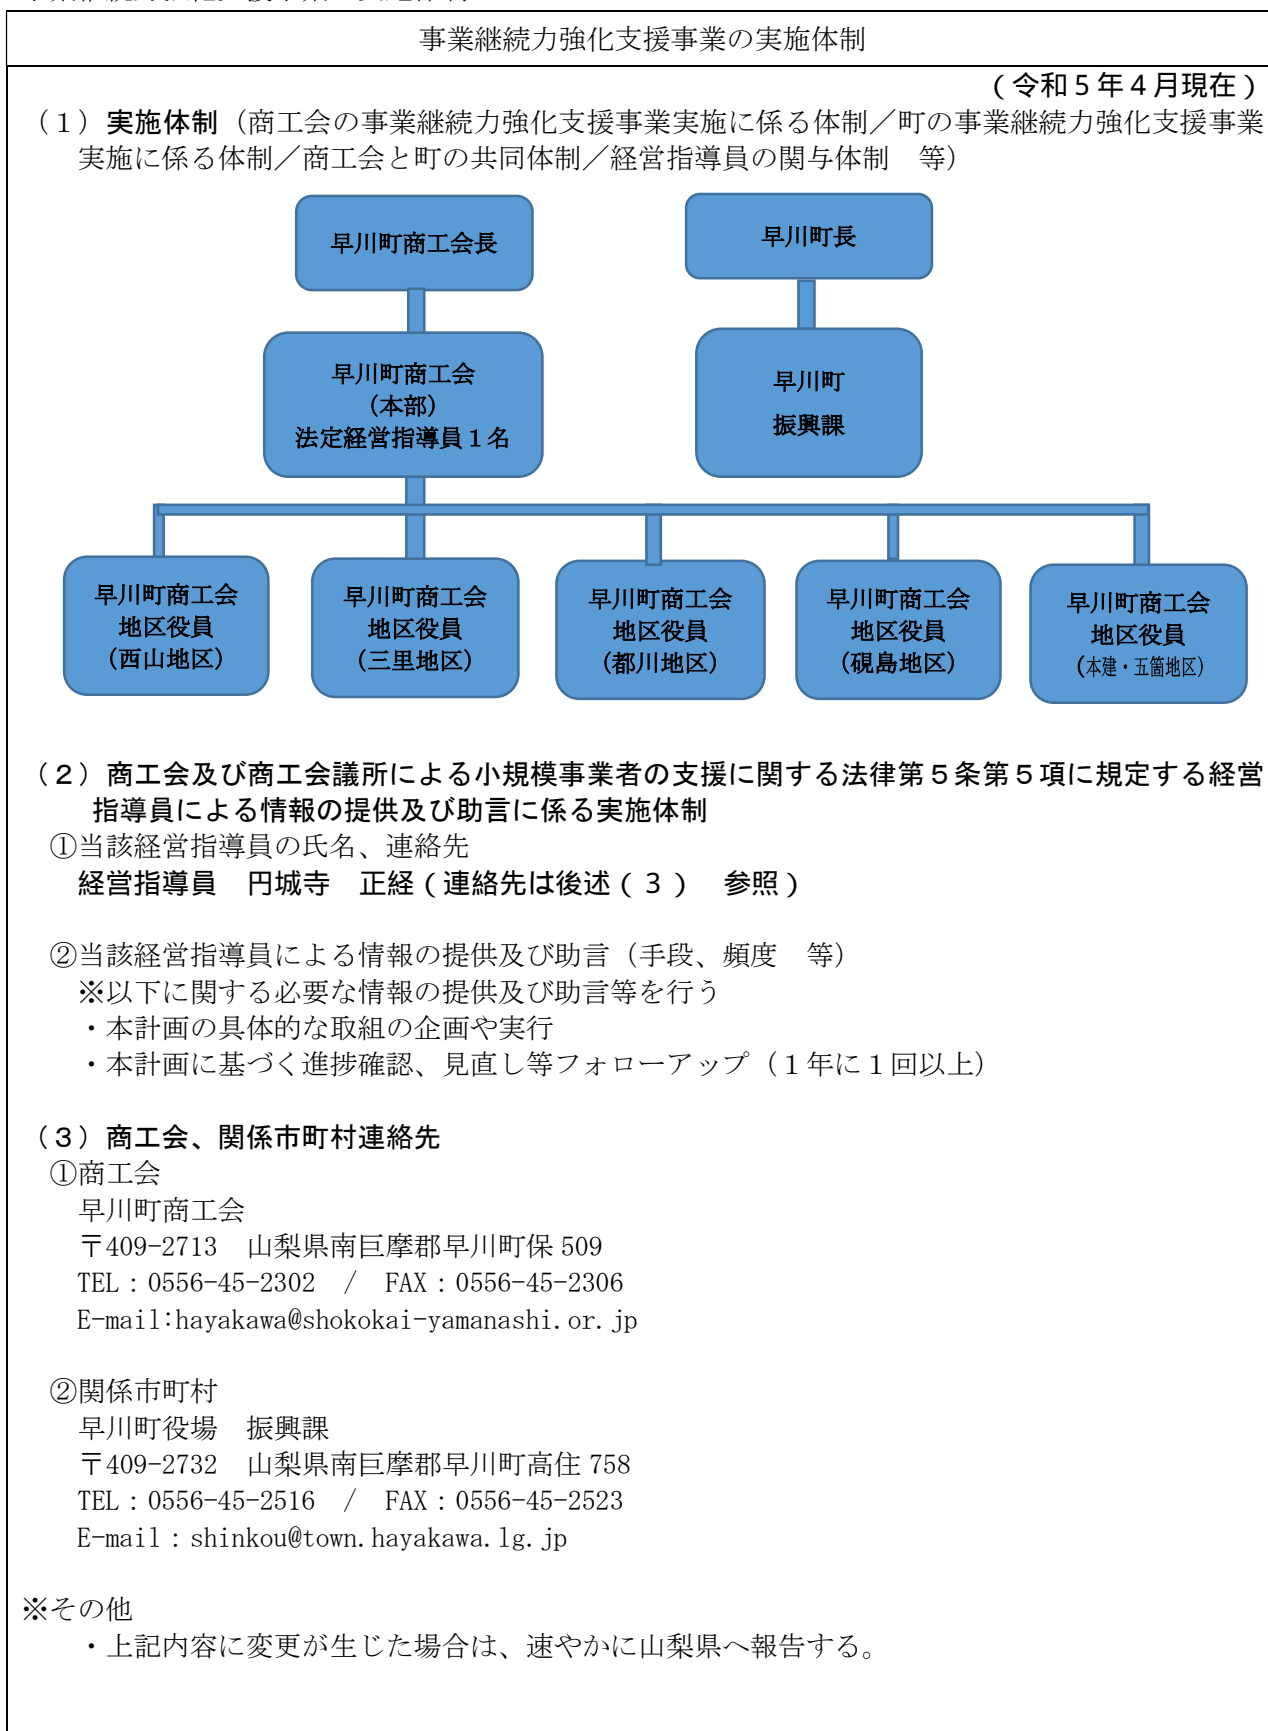 事業継続力強化支援事業の実施体制
(令和５年４月現在)
（１）実施体制（商工会の事業継続力強化支援事業実施に係る体制／町の事業継続力強化支援事業
実施に係る体制／商工会と町の共同体制／経営指導員の関与体制　等）
早川町商工会長
早川町長
早川町商工会
（本部）
法定経営指導員１名
早川町
振興課
早川町商工会
地区役員
（西山地区）
早川町商工会
地区役員
（三里地区）
早川町商工会
地区役員
（都川地区）
早川町商工会
地区役員
（硯島地区）
早川町商工会
地区役員
（本建・五箇地区）
（２）商工会及び商工会議所による小規模事業者の支援に関する法律第５条第５項に規定する経営
指導員による情報の提供及び助言に係る実施体制
①当該経営指導員の氏名、連絡先
経営指導員　円城寺　正経(連絡先は後述(３)　参照)
②当該経営指導員による情報の提供及び助言（手段、頻度　等）
※以下に関する必要な情報の提供及び助言等を行う
・本計画の具体的な取組の企画や実行
・本計画に基づく進捗確認、見直し等フォローアップ（１年に１回以上）
（３）商工会、関係市町村連絡先
①商工会
早川町商工会
〒409-2713　山梨県南巨摩郡早川町保 509
TEL：0556-45-2302　/　FAX：0556-45-2306
E-mail:hayakawa@shokokai-yamanashi.or.jp
②関係市町村
早川町役場　振興課
〒409-2732　山梨県南巨摩郡早川町高住 758
TEL：0556-45-2516　/　FAX：0556-45-2523
E-mail：shinkou@town.hayakawa.lg.jp
※その他
・上記内容に変更が生じた場合は、速やかに山梨県へ報告する。